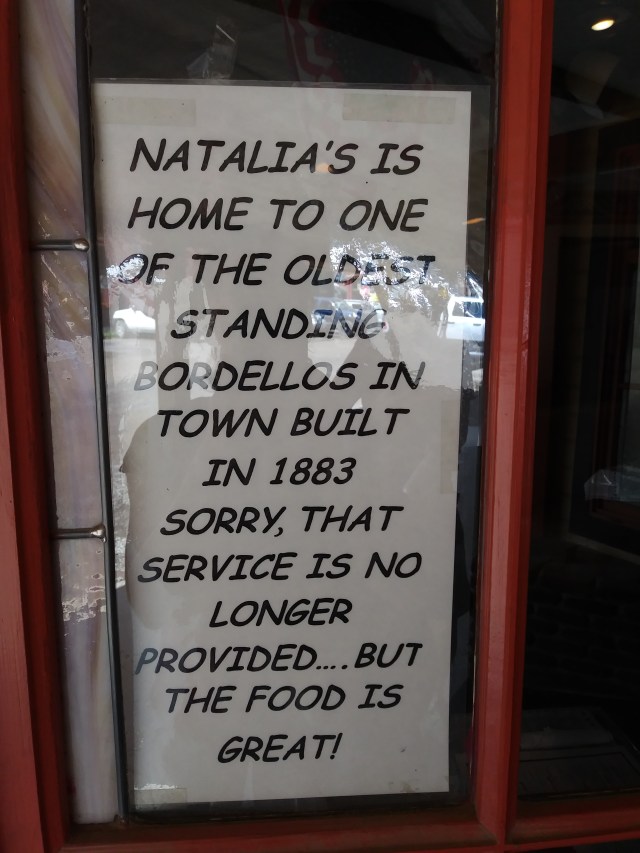 NATALIA'S IS
HOME TO ONE
OF THE OLDEST
STANDING
BORDELLOS IN
TOWN BUILT
IN 1883
SORRY, THAT
SERVICE IS NO
LONGER
PROVIDED....BUT
THE FOOD IS
GREAT!